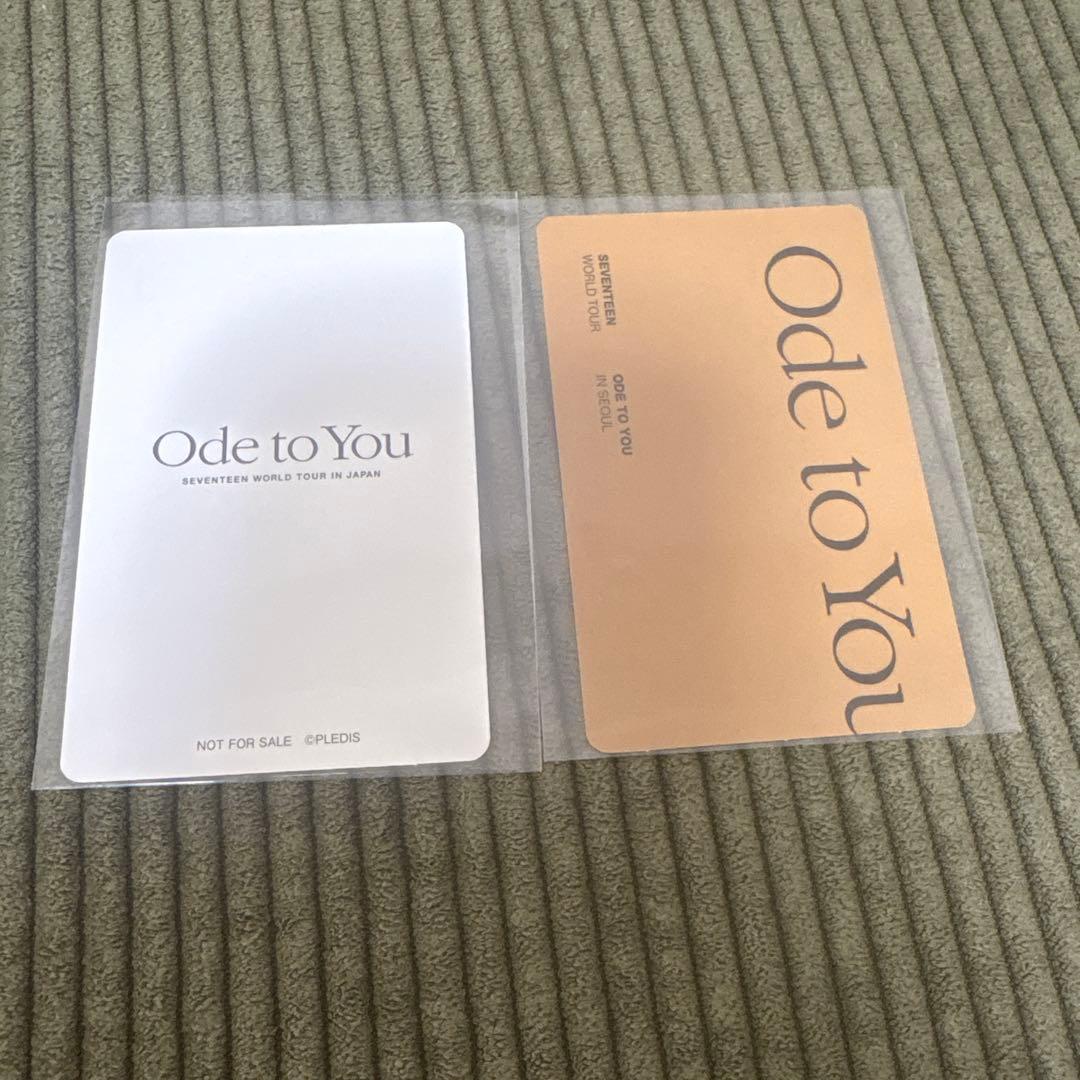 Ode to You
SEVENTEEN WORLD TOUR IN JAPAN
NOT FOR SALE ©PLEDIS
Ode to You
SEVENTEEN
WORLD TOUR
ODE TO YOU
IN SEOUL